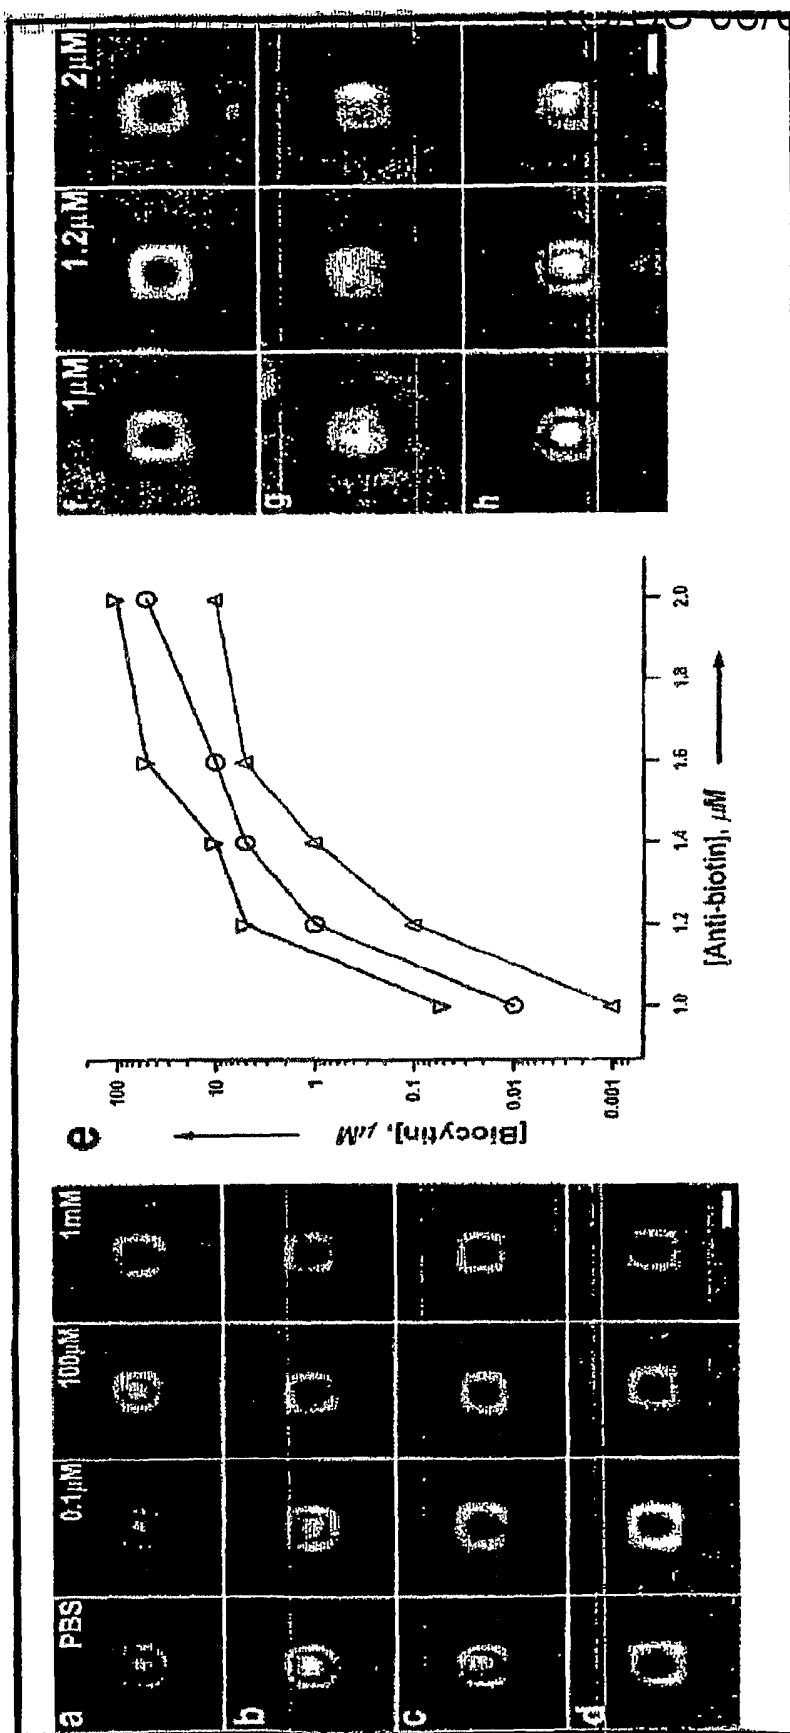 a PBS 0.1μM 100μM 1mM
b
c
d
e
[Biocytin], μM
100
10
1
0.1
0.01
0.001
1.0 1.2 1.4 1.6 1.8 2.0
[Anti-biotin], μM
f 1μM 1.2μM 2μM
g
h